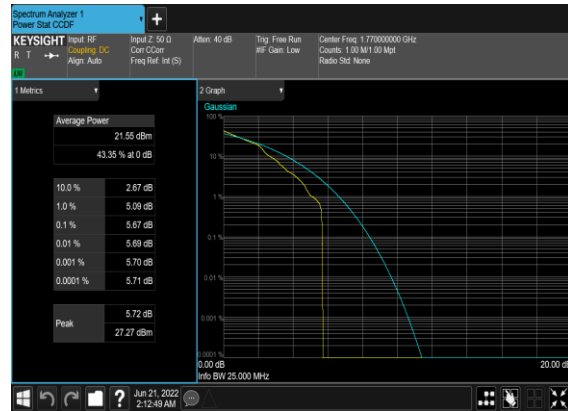 Spectrum Analyzer 1
Power Stat CCDF
KEYSIGHT
R T
LXI
Input: RF
Coupling: DC
Align: Auto
Input Z: 50 Ω
Corr CCorr
Freq Ref: Int (S)
Atten: 40 dB
Trig: Free Run
#IF Gain: Low
Center Freq: 1.770000000 GHz
Counts: 1.00 M/1.00 Mpt
Radio Std: None
1 Metrics
Average Power
21.55 dBm
43.35 % at 0 dB
10.0 % 2.67 dB
1.0 % 5.09 dB
0.1 % 5.67 dB
0.01 % 5.69 dB
0.001 % 5.70 dB
0.0001 % 5.71 dB
Peak 5.72 dB
27.27 dBm
2 Graph
Gaussian
100 %
10 %
1 %
0.1 %
0.01 %
0.001 %
0.0001 %
0.00 dB 20.00 dB
Info BW 25.000 MHz
?
Jun 21, 2022
2:12:49 AM